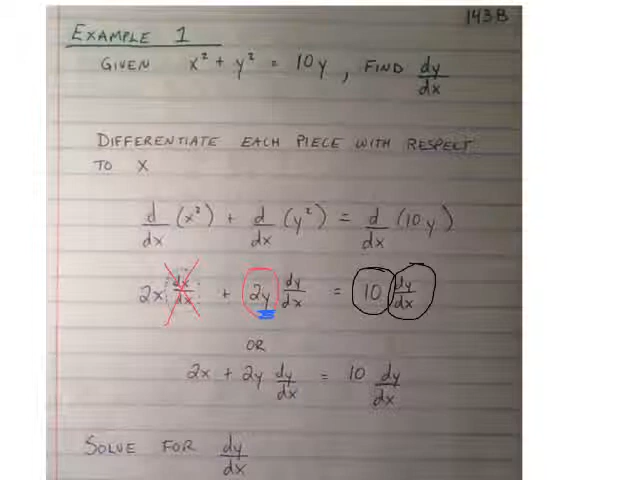 143B
EXAMPLE 1
GIVEN x² + y² = 10y, FIND dy/dx
DIFFERENTIATE EACH PIECE WITH RESPECT
TO X
d/dx (x²) + d/dx (y²) = d/dx (10y)
2x dx/dx + 2y dy/dx = 10 dy/dx
OR
2x + 2y dy/dx = 10 dy/dx
SOLVE FOR dy/dx